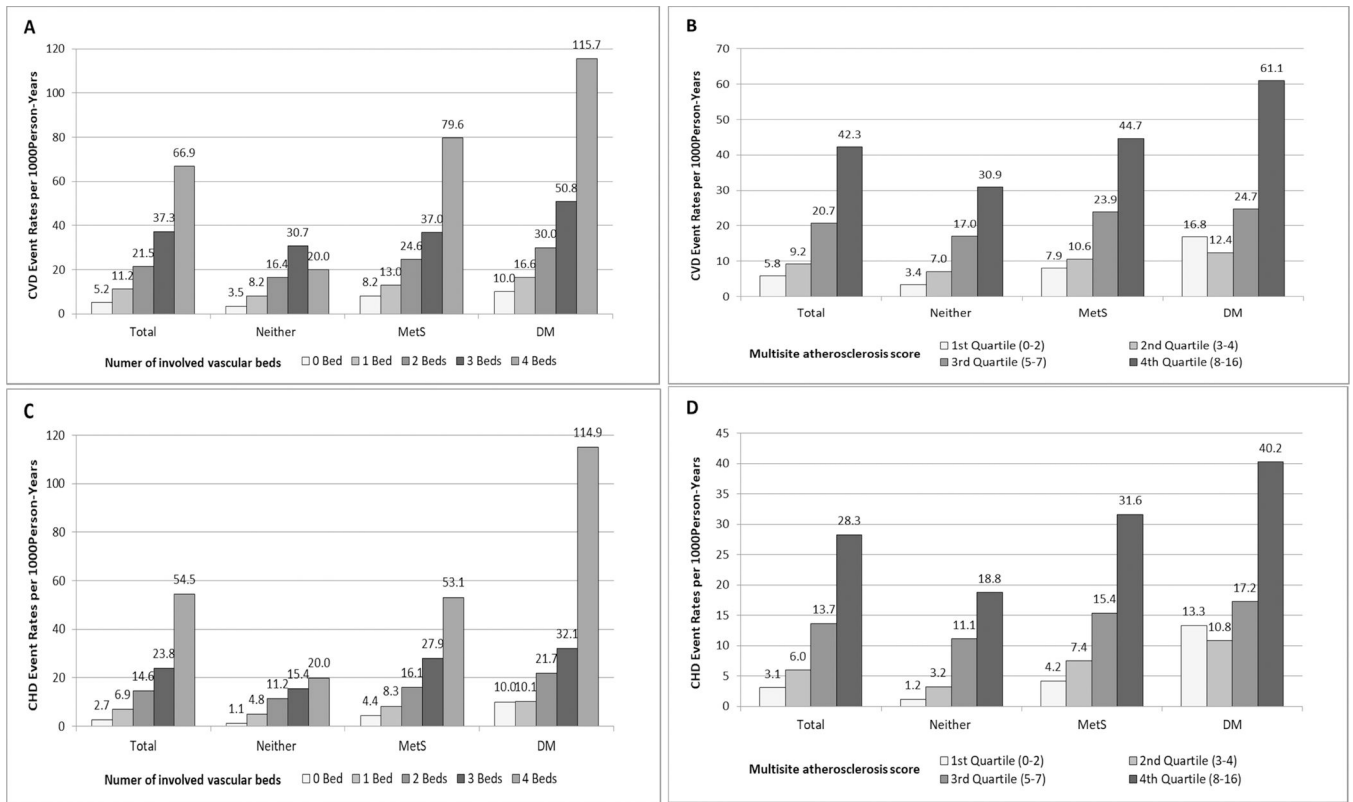 A
CVD Event Rates per 1000Person-Years
120
100
80
60
40
20
0
5.2
11.2
21.5
37.3
66.9
3.5
8.2
16.4
30.7
20.0
8.2
13.0
24.6
37.0
79.6
10.0
16.6
30.0
50.8
115.7
Total
Neither
MetS
DM
Numer of involved vascular beds 0 Bed 1 Bed 2 Beds 3 Beds 4 Beds
B
CVD Event Rates per 1000Person-Years
70
60
50
40
30
20
10
0
5.8
9.2
20.7
42.3
3.4
7.0
17.0
30.9
7.9
10.6
23.9
44.7
16.8
12.4
24.7
61.1
Total
Neither
MetS
DM
Multisite atherosclerosis score
1st Quartile (0-2)
2nd Quartile (3-4)
3rd Quartile (5-7)
4th Quartile (8-16)
C
CHD Event Rates per 1000Person-Years
120
100
80
60
40
20
0
2.7
6.9
14.6
23.8
54.5
1.1
4.8
11.2
15.4
20.0
4.4
8.3
16.1
27.9
53.1
10.0
10.1
21.7
32.1
114.9
Total
Neither
MetS
DM
Numer of involved vascular beds 0 Bed 1 Bed 2 Beds 3 Beds 4 Beds
D
CHD Event Rates per 1000Person-Years
45
40
35
30
25
20
15
10
5
0
3.1
6.0
13.7
28.3
1.2
3.2
11.1
18.8
4.2
7.4
15.4
31.6
13.3
10.8
17.2
40.2
Total
Neither
MetS
DM
Multisite atherosclerosis score
1st Quartile (0-2)
2nd Quartile (3-4)
3rd Quartile (5-7)
4th Quartile (8-16)